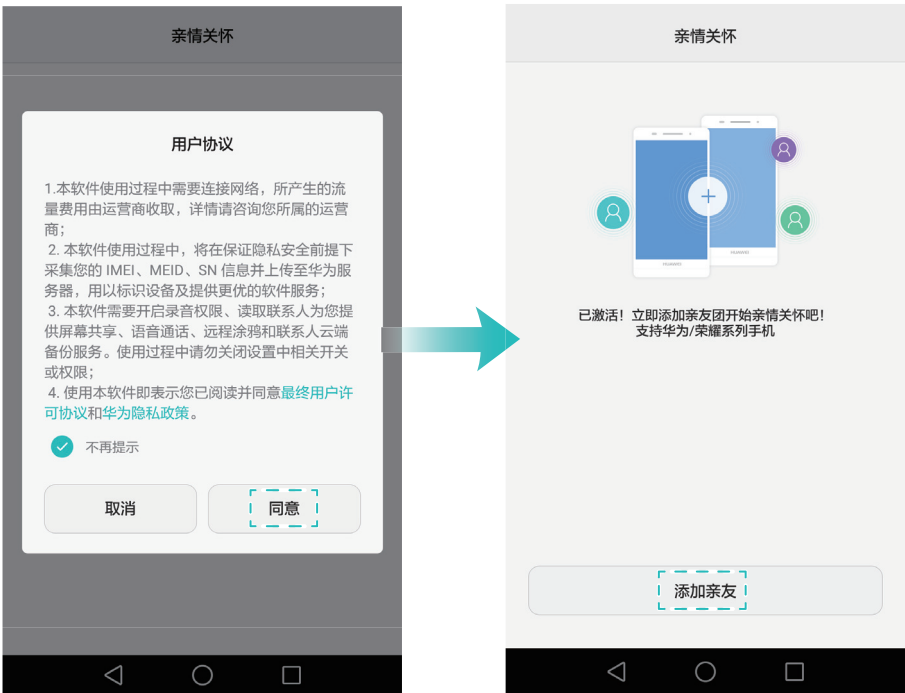 亲情关怀
用户协议
1.本软件使用过程中需要连接网络，所产生的流
量费用由运营商收取，详情请咨询您所属的运营
商；
2. 本软件使用过程中，将在保证隐私安全前提下
采集您的 IMEI、MEID、SN 信息并上传至华为服
务器，用以标识设备及提供更优的软件服务；
3. 本软件需要开启录音权限、读取联系人为您提
供屏幕共享、语音通话、远程涂鸦和联系人云端
备份服务。使用过程中请勿关闭设置中相关开关
或权限；
4. 使用本软件即表示您已阅读并同意最终用户许
可协议和华为隐私政策。
不再提示
取消
同意
亲情关怀
HUAWEI
HUAWEI
已激活！立即添加亲友团开始亲情关怀吧！
支持华为/荣耀系列手机
添加亲友